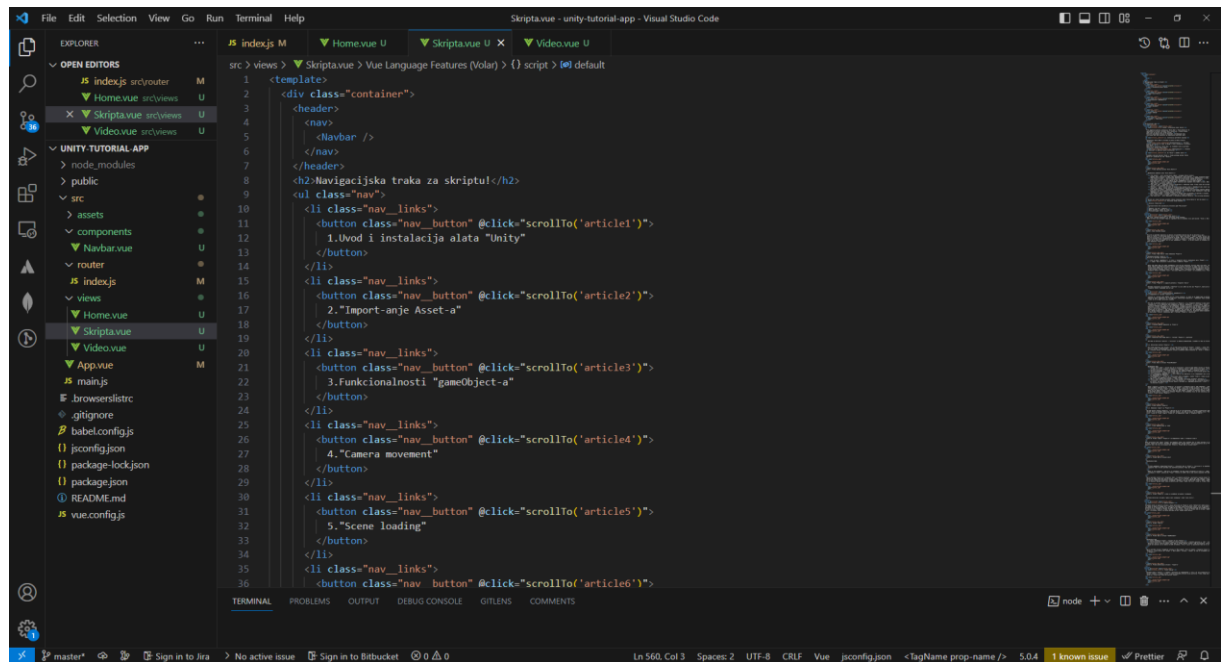 File Edit Selection View Go Run Terminal Help
Skripta.vue - unity-tutorial-app - Visual Studio Code
EXPLORER
OPEN EDITORS
JS index.js src\router M
Home.vue src\views U
Skripta.vue src\views U
Video.vue src\views U
36
UNITY-TUTORIAL-APP
node_modules
public
src
assets
components
Navbar.vue U
router
JS index.js M
views
Home.vue U
Skripta.vue U
Video.vue U
App.vue M
JS main.js
.browserslistrc
.gitignore
babel.config.js
{} jsconfig.json
{} package-lock.json
{} package.json
README.md
JS vue.config.js
1
JS index.js M Home.vue U Skripta.vue U Video.vue U
src > views > Skripta.vue > Vue Language Features (Volar) > {} script > default
1 <template>
2 <div class="container">
3 <header>
4 <nav>
5 <Navbar />
6 </nav>
7 </header>
8 <h2>Navigacijska traka za skriptu!</h2>
9 <ul class="nav">
10 <li class="nav__links">
11 <button class="nav__button" @click="scrollTo('article1')">
12 1.Uvod i instalacija alata "Unity"
13 </button>
14 </li>
15 <li class="nav__links">
16 <button class="nav__button" @click="scrollTo('article2')">
17 2."Import-anje Asset-a"
18 </button>
19 </li>
20 <li class="nav__links">
21 <button class="nav__button" @click="scrollTo('article3')">
22 3.Funkcionalnosti "gameObject-a"
23 </button>
24 </li>
25 <li class="nav__links">
26 <button class="nav__button" @click="scrollTo('article4')">
27 4."Camera movement"
28 </button>
29 </li>
30 <li class="nav__links">
31 <button class="nav__button" @click="scrollTo('article5')">
32 5."Scene loading"
33 </button>
34 </li>
35 <li class="nav__links">
36 <button class="nav__button" @click="scrollTo('article6')">
TERMINAL PROBLEMS OUTPUT DEBUG CONSOLE GITLENS COMMENTS
node
master* Sign in to Jira No active issue Sign in to Bitbucket 0 0
Ln 560, Col 3 Spaces: 2 UTF-8 CRLF Vue jsconfig.json <TagName prop-name /> 5.0.4 1 known issue Prettier